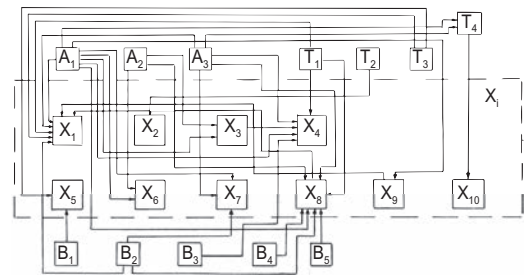 T₄
A₁ A₂ A₃ T₁ T₂ T₃
Xᵢ
X₁ X₂ X₃ X₄
X₅ X₆ X₇ X₈ X₉ X₁₀
B₁ B₂ B₃ B₄ B₅